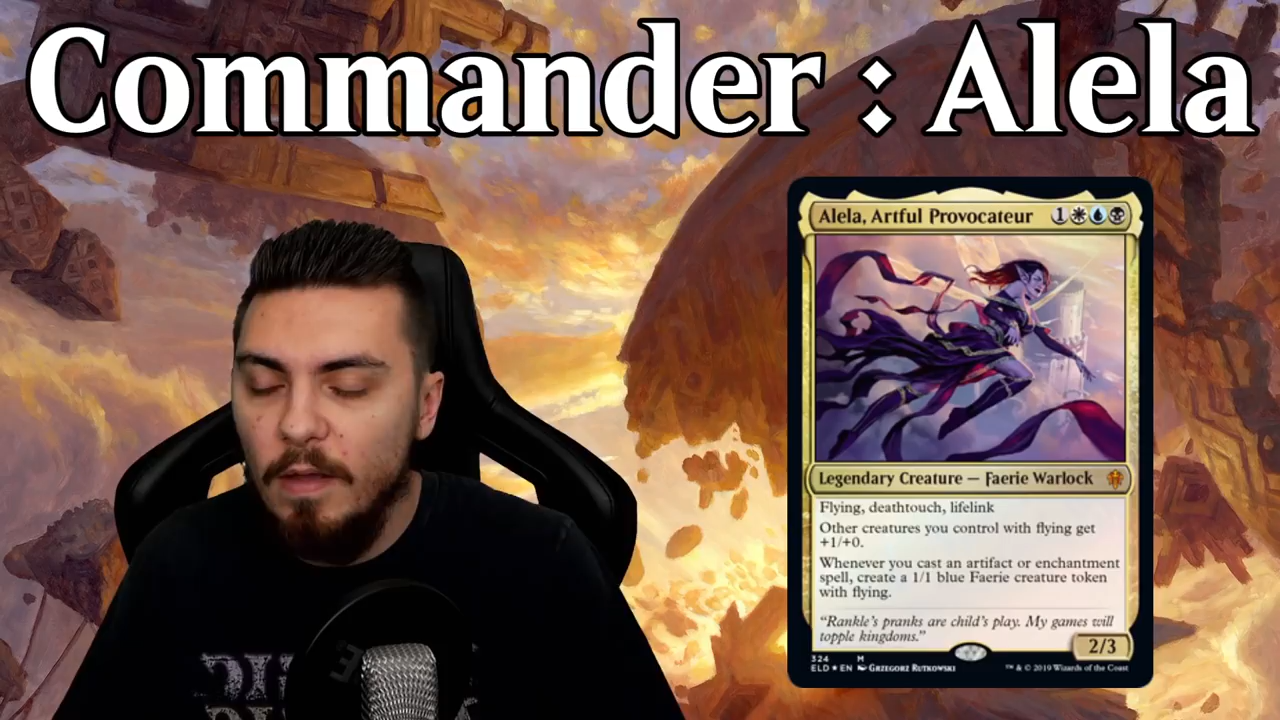 Commander : Alela
Alela, Artful Provocateur 1
Legendary Creature — Faerie Warlock
Flying, deathtouch, lifelink
Other creatures you control with flying get
+1/+0.
Whenever you cast an artifact or enchantment
spell, create a 1/1 blue Faerie creature token
with flying.
“Rankle's pranks are child's play. My games will
topple kingdoms.”
2/3
324 M
ELD ★ EN Grzegorz Rutkowski
™ & © 2019 Wizards of the Coast